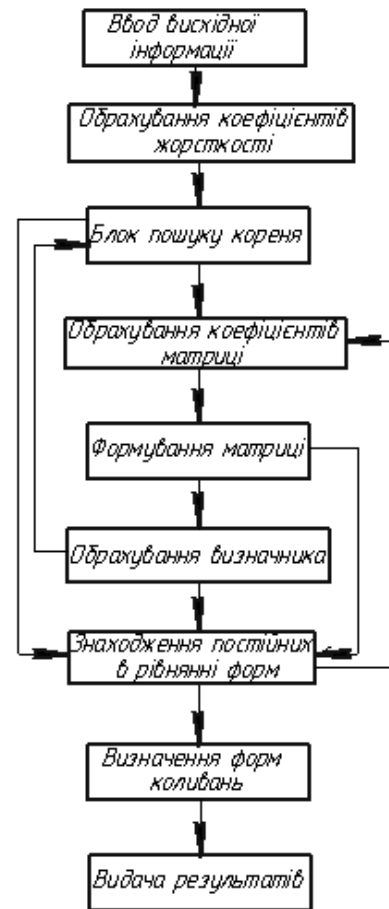 Ввод висхідної
інформації
Обрахування коефіцієнтів
жорсткості
Блок пошуку кореня
Обрахування коефіцієнтів
матриці
Формування матриці
Обрахування визначника
Знаходження постійних
в рівнянні форм
Визначення форм
коливань
Видача результатів